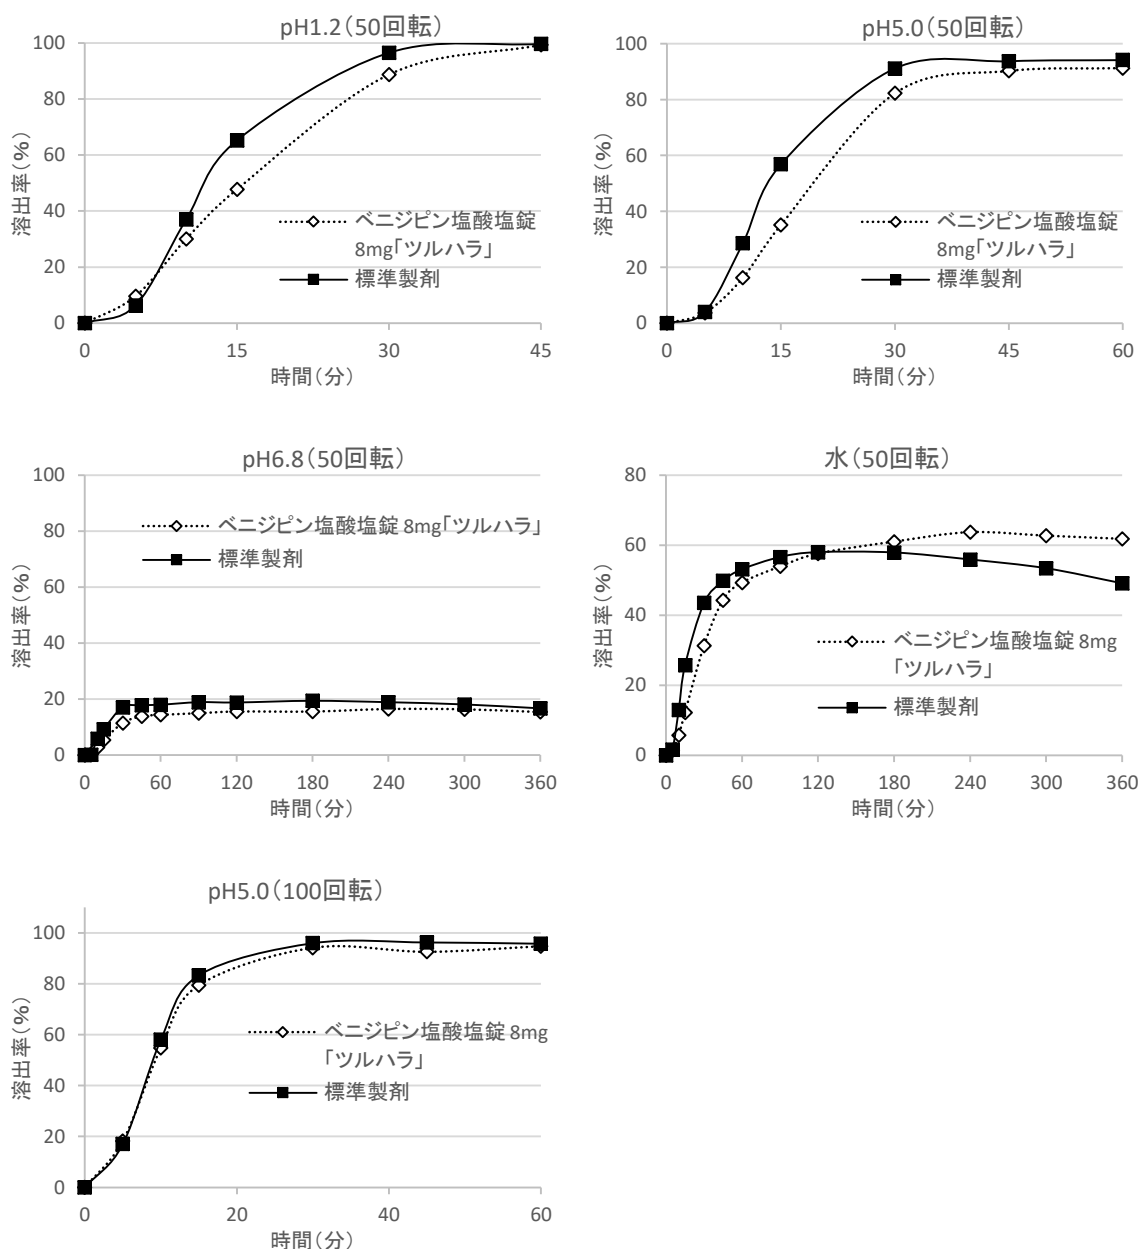 pH1.2(50回転)
100
80
60
40
20
0
溶出率(%)
ベニジピン塩酸塩錠
8mg「ツルハラ」
標準製剤
0 15 30 45
時間(分)
pH5.0(50回転)
100
80
60
40
20
0
溶出率(%)
ベニジピン塩酸塩錠
8mg「ツルハラ」
標準製剤
0 15 30 45 60
時間(分)
pH6.8(50回転)
100
80
60
40
20
0
溶出率(%)
ベニジピン塩酸塩錠 8mg「ツルハラ」
標準製剤
0 60 120 180 240 300 360
時間(分)
水(50回転)
80
60
40
20
0
溶出率(%)
ベニジピン塩酸塩錠 8mg
「ツルハラ」
標準製剤
0 60 120 180 240 300 360
時間(分)
pH5.0(100回転)
100
80
60
40
20
0
溶出率(%)
ベニジピン塩酸塩錠 8mg
「ツルハラ」
標準製剤
0 20 40 60
時間(分)